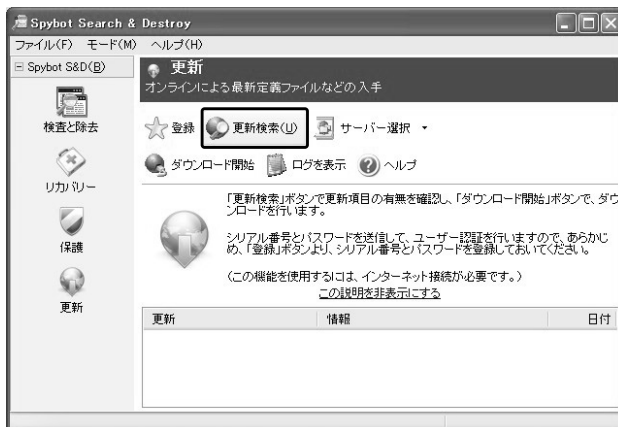 Spybot Search & Destroy
ファイル(F) モード(M) ヘルプ(H)
Spybot S&D(B)
検査と除去
リカバリー
保護
更新
更新
オンラインによる最新定義ファイルなどの入手
登録 更新検索(U) サーバー選択
ダウンロード開始 ログを表示 ヘルプ
「更新検索」ボタンで更新項目の有無を確認し、「ダウンロード開始」ボタンで、ダウ
ンロードを行います。
シリアル番号とパスワードを送信して、ユーザー認証を行いますので、あらかじ
め、「登録」ボタンより、シリアル番号とパスワードを登録しておいてください。
(この機能を使用するには、インターネット接続が必要です。)
この説明を非表示にする
更新 情報 日付